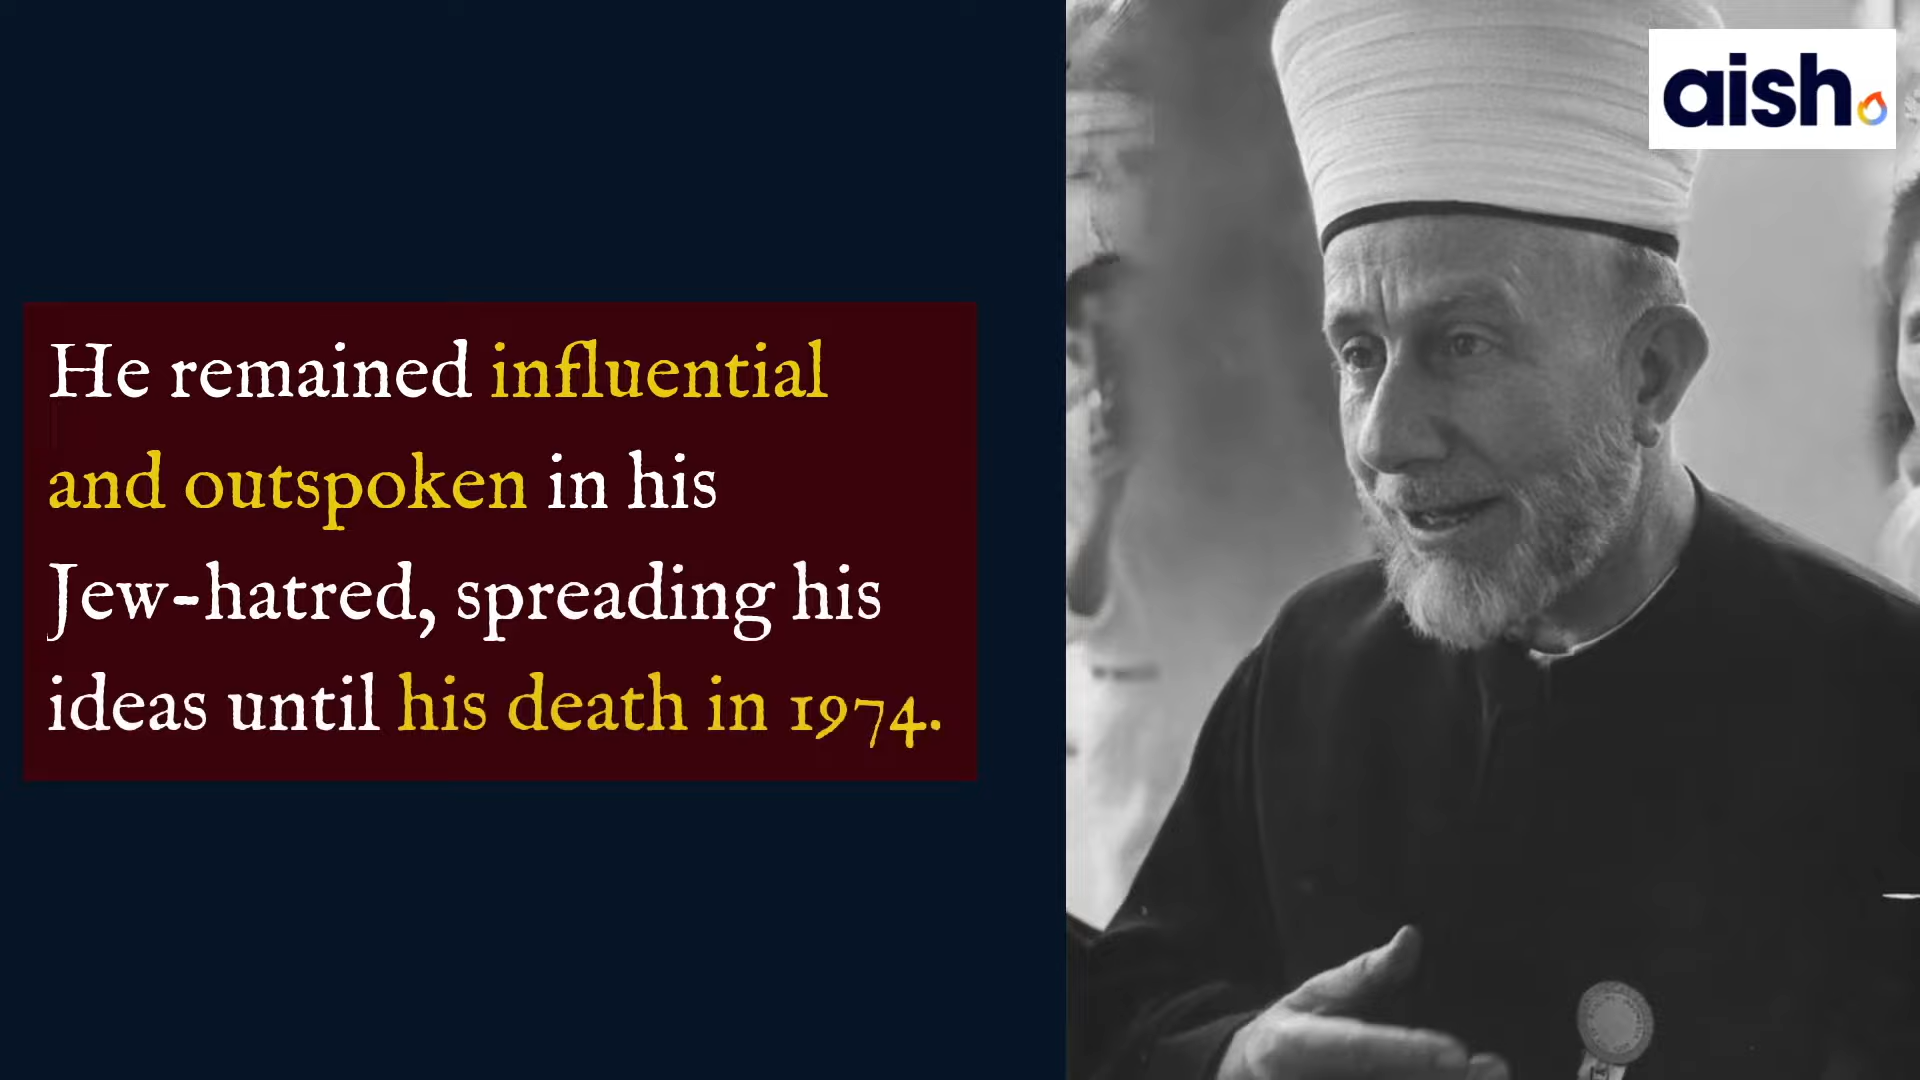 He remained influential
and outspoken in his
Jew-hatred, spreading his
ideas until his death in 1974.
aish.